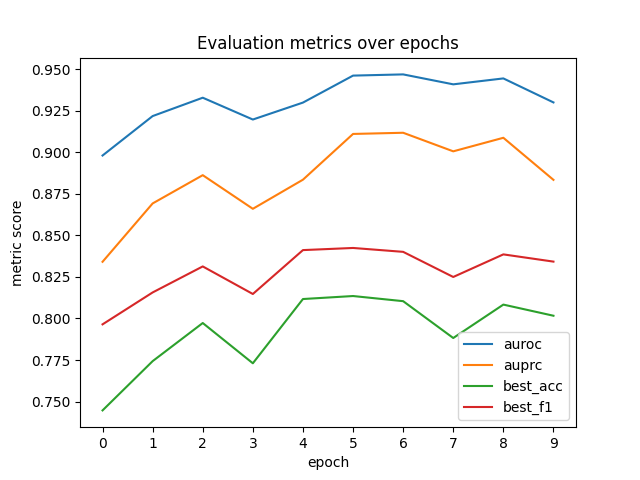 Evaluation metrics over epochs
metric score
0.950
0.925
0.900
0.875
0.850
0.825
0.800
0.775
0.750
auroc
auprc
best_acc
best_f1
0 1 2 3 4 5 6 7 8 9
epoch